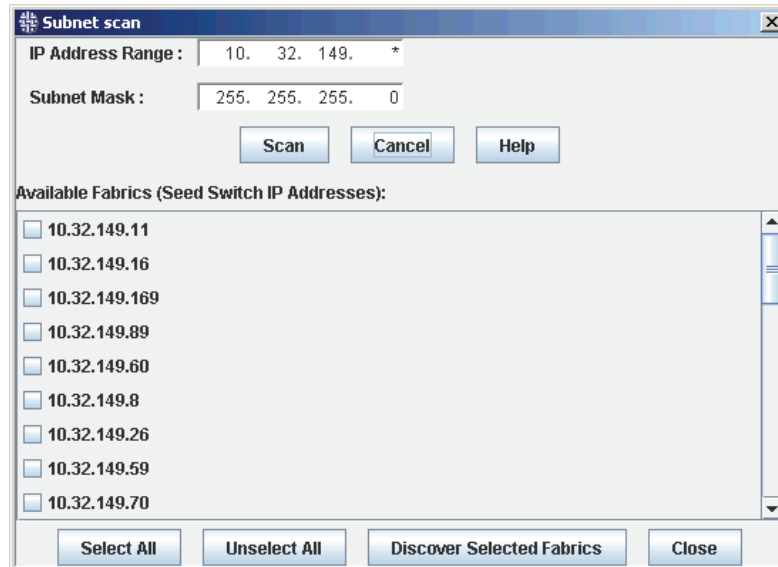 Subnet scan
IP Address Range : 10. 32. 149. *
Subnet Mask : 255. 255. 255. 0
Scan Cancel Help
Available Fabrics (Seed Switch IP Addresses):
10.32.149.11
10.32.149.16
10.32.149.169
10.32.149.89
10.32.149.60
10.32.149.8
10.32.149.26
10.32.149.59
10.32.149.70
Select All Unselect All Discover Selected Fabrics Close